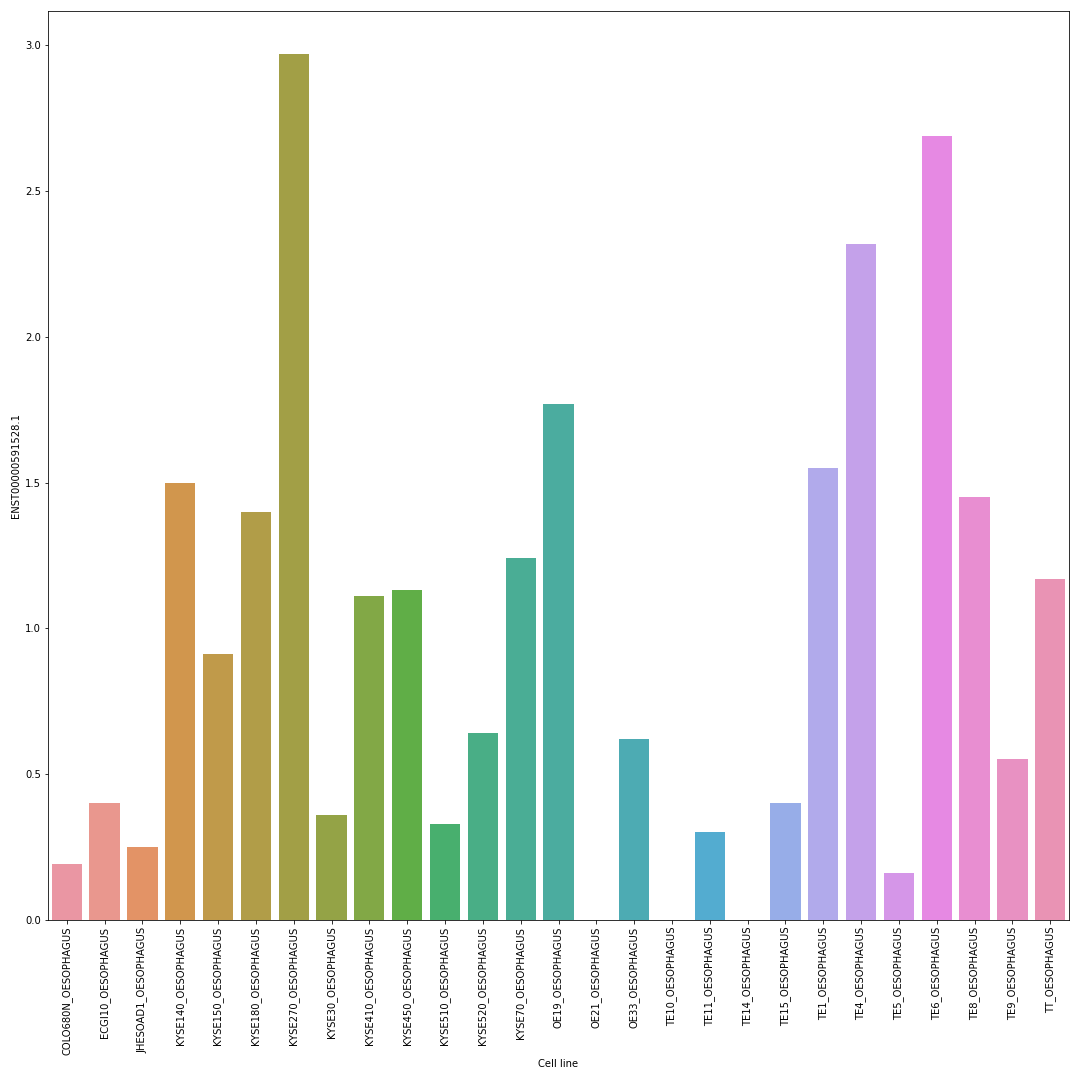 3.0
2.5
2.0
1.5
1.0
0.5
0.0
ENST00000591528.1
COLO680N_OESOPHAGUS
ECGI10_OESOPHAGUS
JHESOAD1_OESOPHAGUS
KYSE140_OESOPHAGUS
KYSE150_OESOPHAGUS
KYSE180_OESOPHAGUS
KYSE270_OESOPHAGUS
KYSE30_OESOPHAGUS
KYSE410_OESOPHAGUS
KYSE450_OESOPHAGUS
KYSE510_OESOPHAGUS
KYSE520_OESOPHAGUS
KYSE70_OESOPHAGUS
OE19_OESOPHAGUS
OE21_OESOPHAGUS
OE33_OESOPHAGUS
TE10_OESOPHAGUS
TE11_OESOPHAGUS
TE14_OESOPHAGUS
TE15_OESOPHAGUS
TE1_OESOPHAGUS
TE4_OESOPHAGUS
TE5_OESOPHAGUS
TE6_OESOPHAGUS
TE8_OESOPHAGUS
TE9_OESOPHAGUS
TT_OESOPHAGUS
Cell line